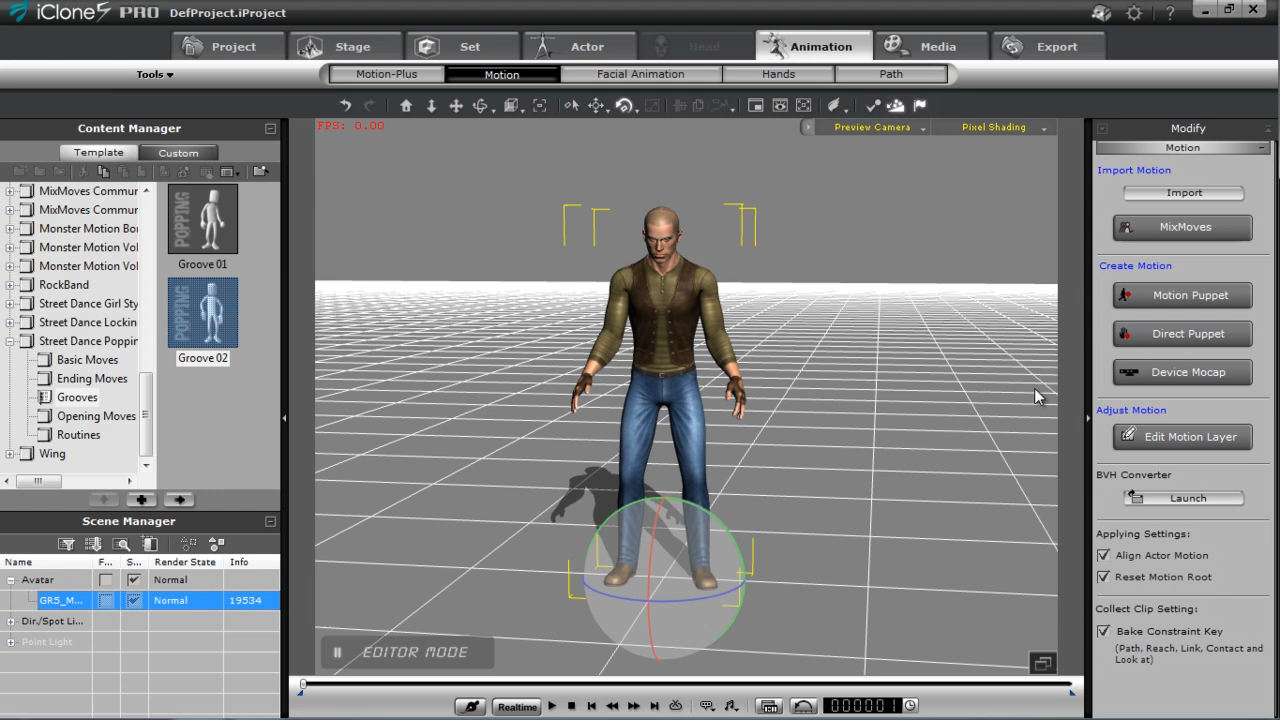 iClone5 PRO DefProject.iProject
Project Stage Set Actor Head Animation Media Export
Tools
Motion-Plus Motion Facial Animation Hands Path
Content Manager
Template Custom
MixMoves Commur
MixMoves Commur
Monster Motion Bor
Monster Motion Vol
Monster Motion Vol
RockBand
Street Dance Girl Sty
Street Dance Lockin
Street Dance Poppin
Basic Moves
Ending Moves
Grooves
Opening Moves
Routines
Wing
POPPING
Groove 01
POPPING
Groove 02
Scene Manager
Name F... S... Render State Info
Avatar Normal
GR5_M... Normal 19534
Dir./Spot Li...
Point Light
FPS: 0.00
Preview Camera Pixel Shading
EDITOR MODE
Realtime
000001
Modify
Motion
Import Motion
Import
MixMoves
Create Motion
Motion Puppet
Direct Puppet
Device Mocap
Adjust Motion
Edit Motion Layer
BVH Converter
Launch
Applying Settings:
Align Actor Motion
Reset Motion Root
Collect Clip Setting:
Bake Constraint Key
(Path, Reach, Link, Contact and
Look at)